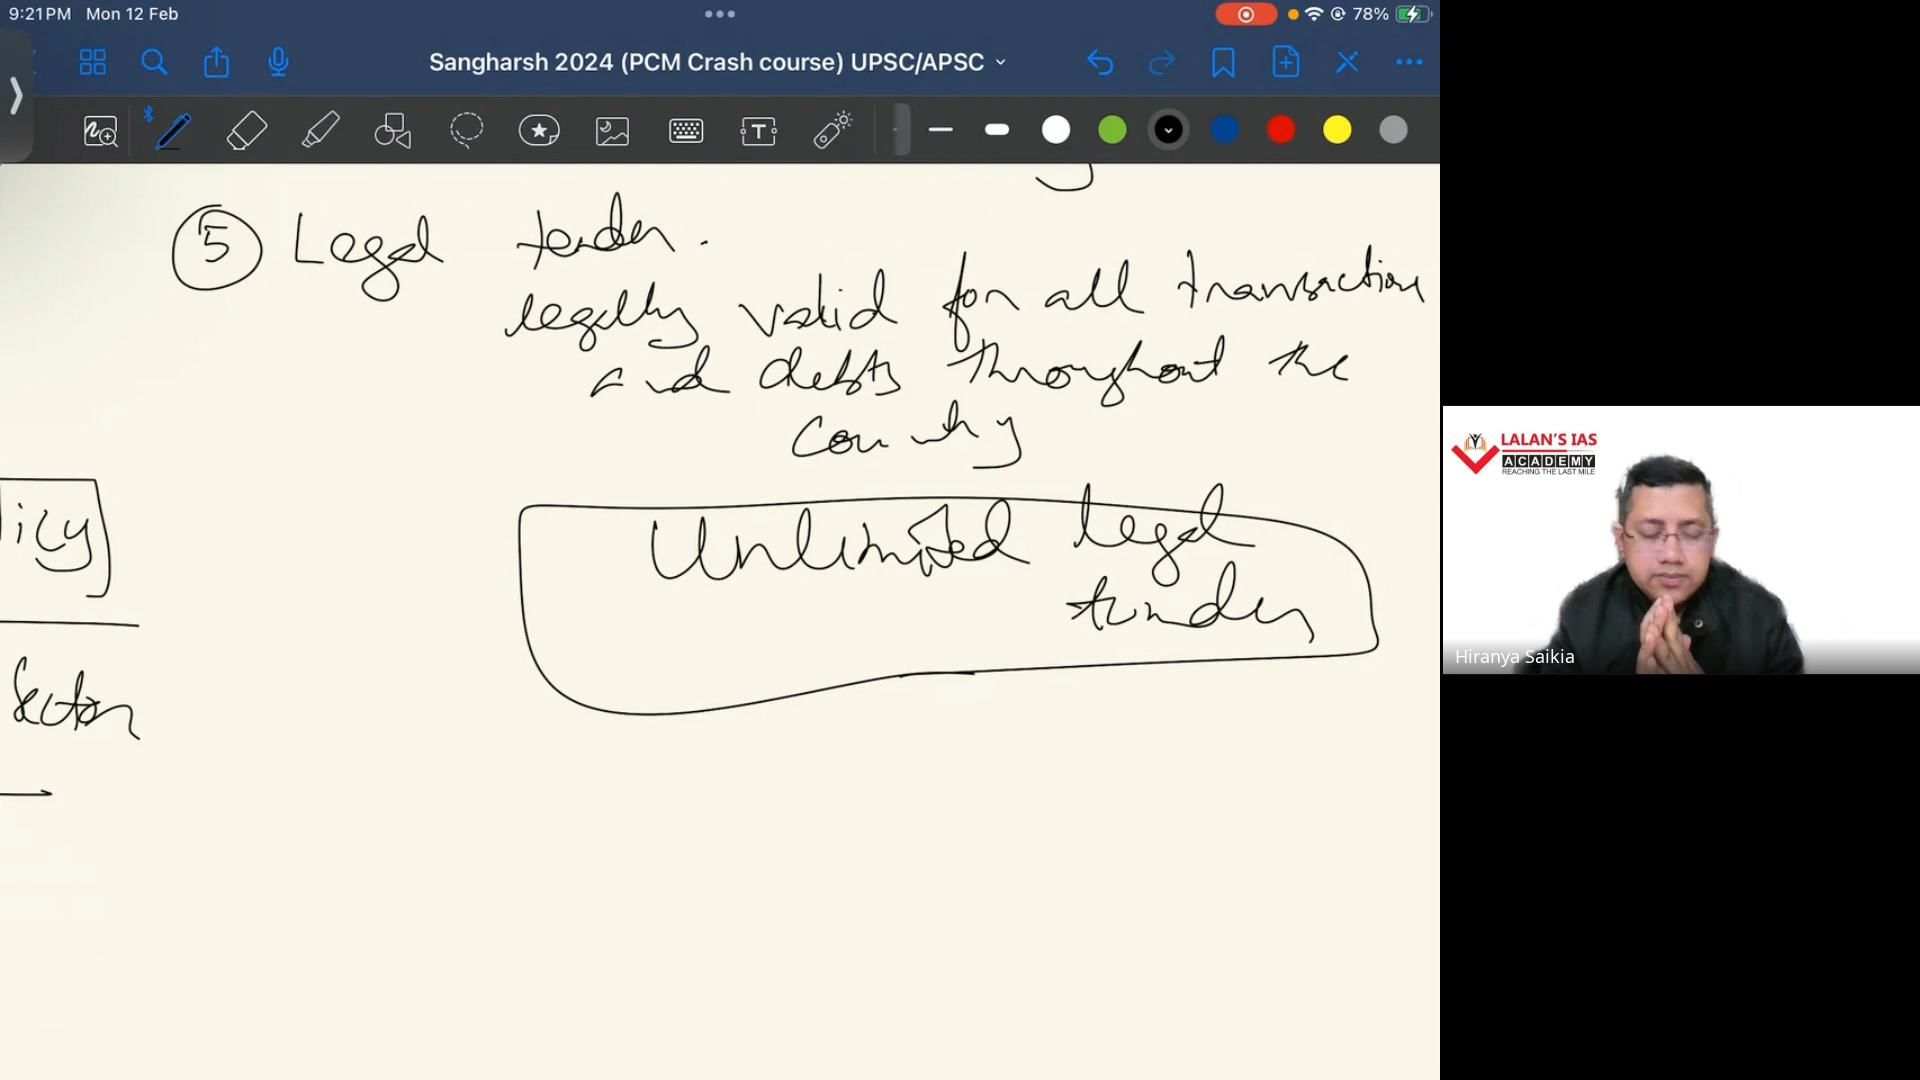 9:21 PM Mon 12 Feb
78%
Sangharsh 2024 (PCM Crash course) UPSC/APSC
5 Legal tender.
legally valid for all transaction
and debts throughout the
country
Unlimited legal
tender
icy
Sector
LALAN'S IAS
ACADEMY
REACHING THE LAST MILE
Hiranya Saikia